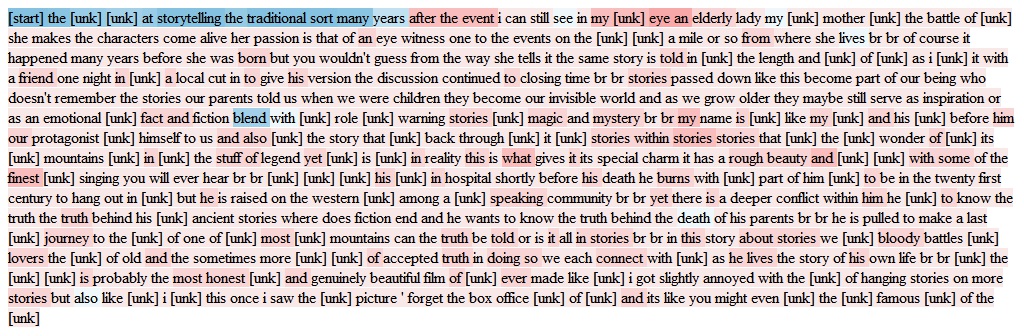 [start] the [unk] [unk] at storytelling the traditional sort many years after the event i can still see in my [unk] eye an elderly lady my [unk] mother the battle of [unk]
she makes the characters come alive her passion is that of an eye witness one to the events on the [unk] [unk] a mile or so from where she lives br br of course it
happened many years before she was born but you wouldn't guess from the way she tells it the same story is told in [unk] the length and [unk] of [unk] as i [unk] it with
a friend one night in [unk] a local cut in to give his version the discussion continued to closing time br br stories passed down like this become part of our being who
doesn't remember the stories our parents told us when we were children they become our invisible world and as we grow older they maybe still serve as inspiration or
as an emotional [unk] fact and fiction blend with [unk] role [unk] warning stories [unk] magic and mystery br br my name is [unk] like my [unk] and his [unk] before him
our protagonist [unk] himself to us and also [unk] the story that [unk] back through [unk] it [unk] stories within stories stories that [unk] the [unk] wonder of [unk] its
[unk] mountains [unk] in [unk] the stuff of legend yet [unk] is [unk] in reality this is what gives it its special charm it has a rough beauty and [unk] [unk] with some of the
finest [unk] singing you will ever hear br br [unk] [unk] his [unk] in hospital shortly before his death he burns with [unk] part of him [unk] to be in the twenty first
century to hang out in [unk] but he is raised on the western [unk] among a [unk] speaking community br br yet there is a deeper conflict within him he [unk] to know the
truth the truth behind his [unk] ancient stories where does fiction end and he wants to know the truth behind the death of his parents br br he is pulled to make a last
[unk] journey to the [unk] of one of [unk] most [unk] mountains can the truth be told or is it all in stories br br in this story about stories we [unk] bloody battles [unk]
lovers the [unk] of old and the sometimes more [unk] [unk] of accepted truth in doing so we each connect with [unk] as he lives the story of his own life br br [unk] the
[unk] [unk] is probably the most honest [unk] and genuinely beautiful film of [unk] ever made like [unk] i got slightly annoyed with the [unk] of hanging stories on more
stories but also like [unk] i [unk] this once i saw the [unk] picture ' forget the box office [unk] of [unk] and its like you might even [unk] the [unk] famous [unk] of the
[unk]